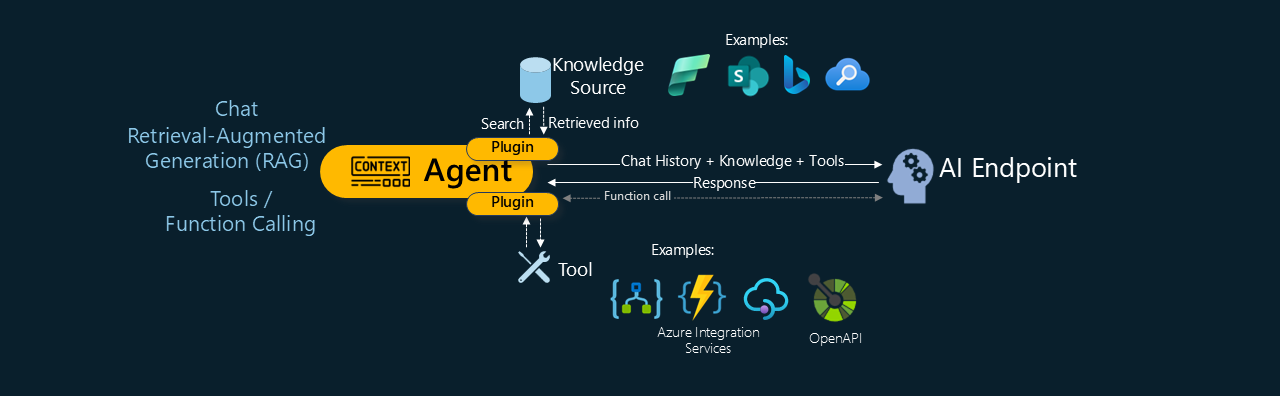 Examples:
Knowledge
Source
S
Chat
Retrieval-Augmented
Generation (RAG)
Tools /
Function Calling
Search
Retrieved info
Plugin
CONTEXT
Agent
Plugin
Chat History + Knowledge + Tools
Response
Function call
AI Endpoint
Tool
Examples:
Azure Integration
Services
OpenAPI